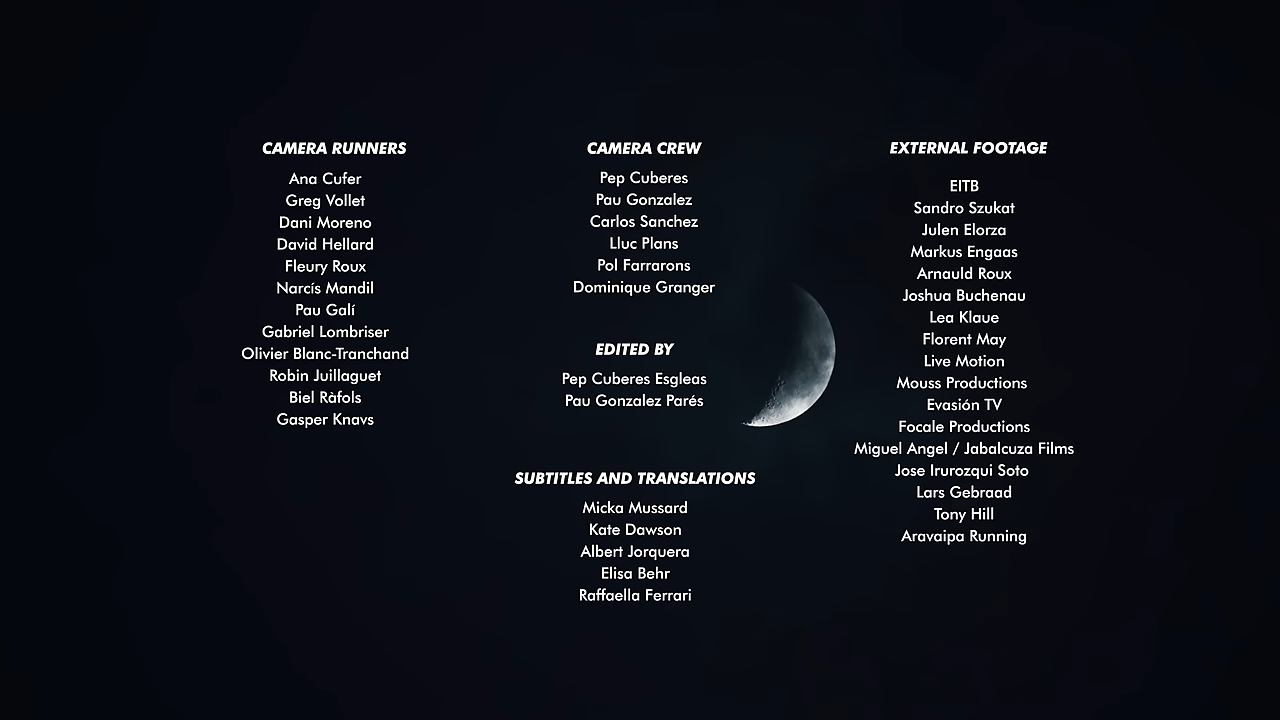 CAMERA RUNNERS
Ana Cufer
Greg Vollet
Dani Moreno
David Hellard
Fleury Roux
Narcís Mandil
Pau Galí
Gabriel Lombriser
Olivier Blanc-Tranchand
Robin Juillaguet
Biel Ràfols
Gasper Knavs
CAMERA CREW
Pep Cuberes
Pau Gonzalez
Carlos Sanchez
Lluc Plans
Pol Farrarons
Dominique Granger
EDITED BY
Pep Cuberes Esgleas
Pau Gonzalez Parés
SUBTITLES AND TRANSLATIONS
Micka Mussard
Kate Dawson
Albert Jorquera
Elisa Behr
Raffaella Ferrari
EXTERNAL FOOTAGE
EITB
Sandro Szukat
Julen Elorza
Markus Engaas
Arnauld Roux
Joshua Buchenau
Lea Klaue
Florent May
Live Motion
Mouss Productions
Evasión TV
Focale Productions
Miguel Angel / Jabalcuza Films
Jose Irurozqui Soto
Lars Gebraad
Tony Hill
Aravaipa Running